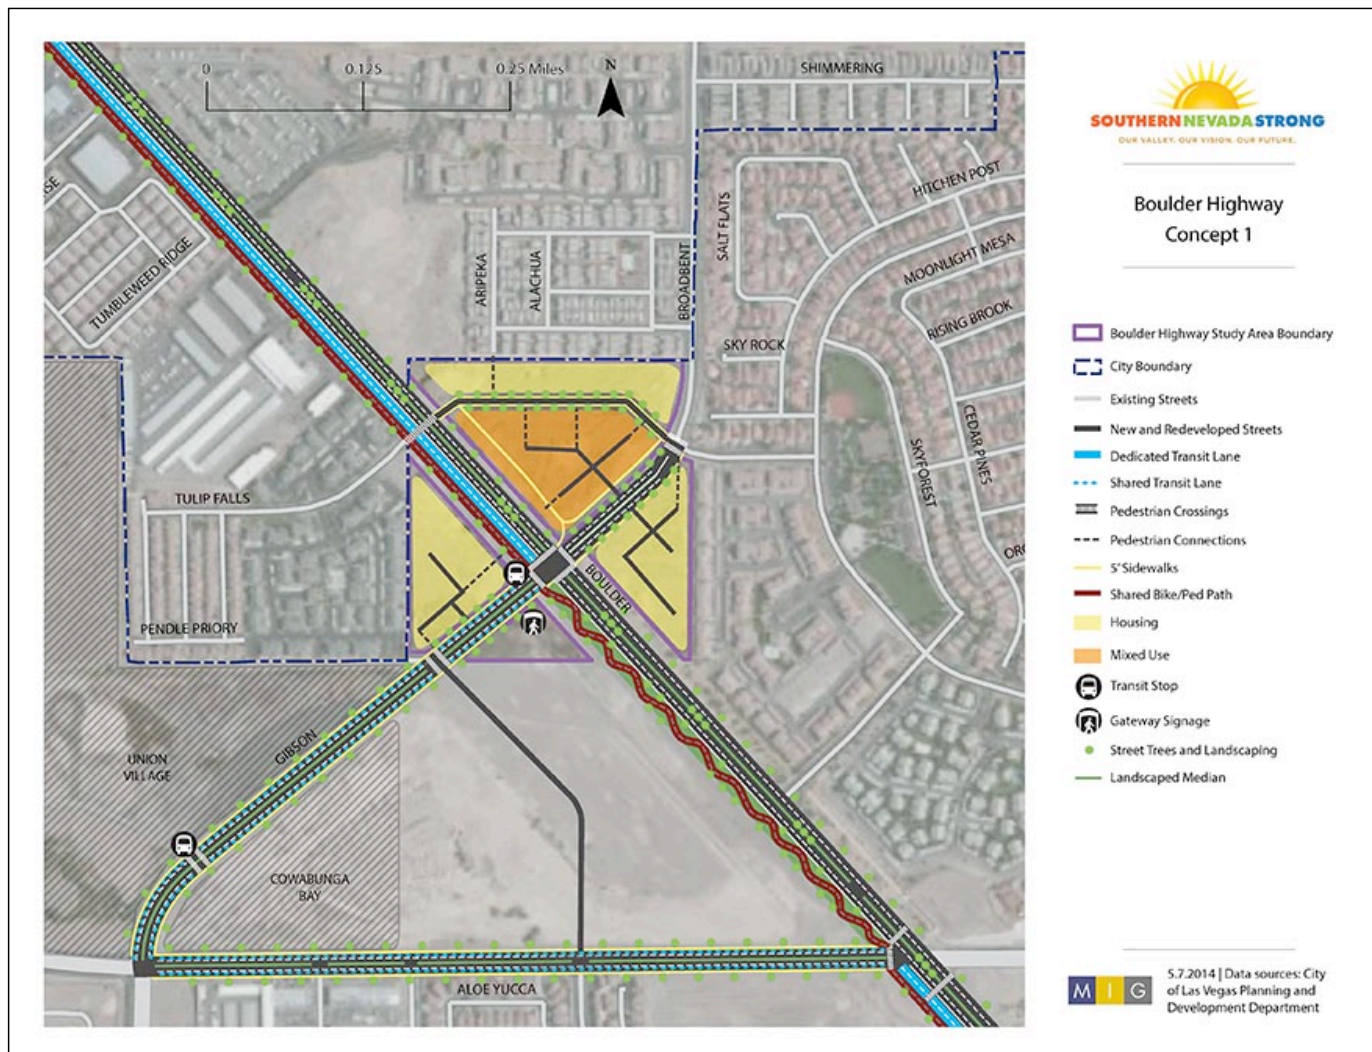 0 0.125 0.25 Miles
N
SHIMMERING
HITCHEN POST
SALT FLATS
MOONLIGHT MESA
RISING BROOK
SKY ROCK
CEDAR PINES
SKYFOREST
TUMBLEWEED RIDGE
ARIPEKA
ALACHUA
BROADBENT
TULIP FALLS
PENDLE PRIORY
BOULDER
GIBSON
UNION
VILLAGE
COWABUNGA
BAY
ALOE YUCCA
SOUTHERN NEVADA STRONG
OUR VALLEY. OUR VISION. OUR FUTURE.
Boulder Highway
Concept 1
Boulder Highway Study Area Boundary
City Boundary
Existing Streets
New and Redeveloped Streets
Dedicated Transit Lane
Shared Transit Lane
Pedestrian Crossings
Pedestrian Connections
5' Sidewalks
Shared Bike/Ped Path
Housing
Mixed Use
Transit Stop
Gateway Signage
Street Trees and Landscaping
Landscaped Median
M I G
5.7.2014 | Data sources: City
of Las Vegas Planning and
Development Department